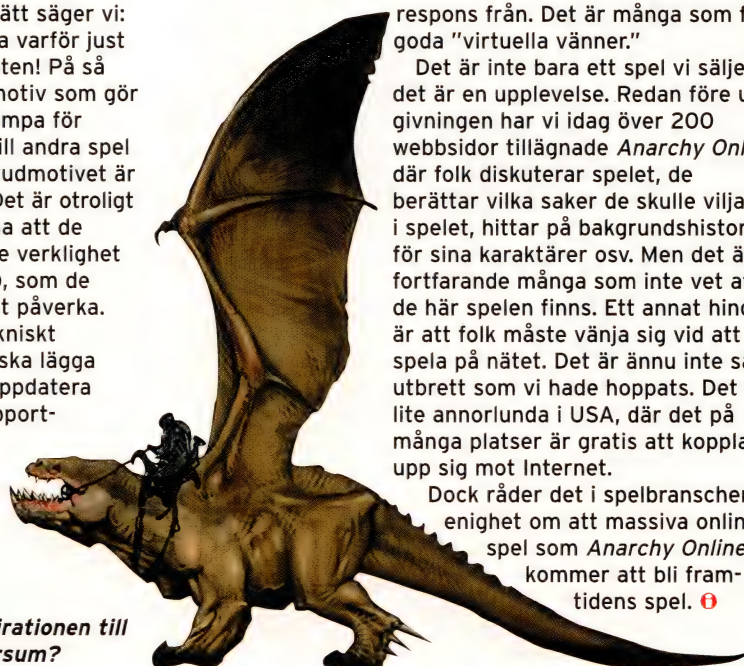 ätt säger vi:
a varför just
ten! På så
notiv som gör
mpa för
ill andra spel
udmotivet är
Det är otroligt
a att de
e verklighet
, som de
t påverka.
kniskt
ska lägga
ppdatera
pport-
irationen till
rsum?
respons från. Det är många som f
goda "virtuella vänner."
Det är inte bara ett spel vi säljer
det är en upplevelse. Redan före u
givningen har vi idag över 200
webbsidor tillägnade Anarchy Onl
där folk diskuterar spelet, de
berättar vilka saker de skulle vilja
i spelet, hittar på bakgrundshistor
för sina karaktärer osv. Men det ä
fortfarande många som inte vet a
de här spelen finns. Ett annat hind
är att folk måste vänja sig vid att
spela på nätet. Det är ännu inte så
utbrett som vi hade hoppats. Det
lite annorlunda i USA, där det på
många platser är gratis att koppla
upp sig mot Internet.
Dock råder det i spelbranschen
enighet om att massiva onlin
spel som Anarchy Online
kommer att bli fram-
tidens spel.